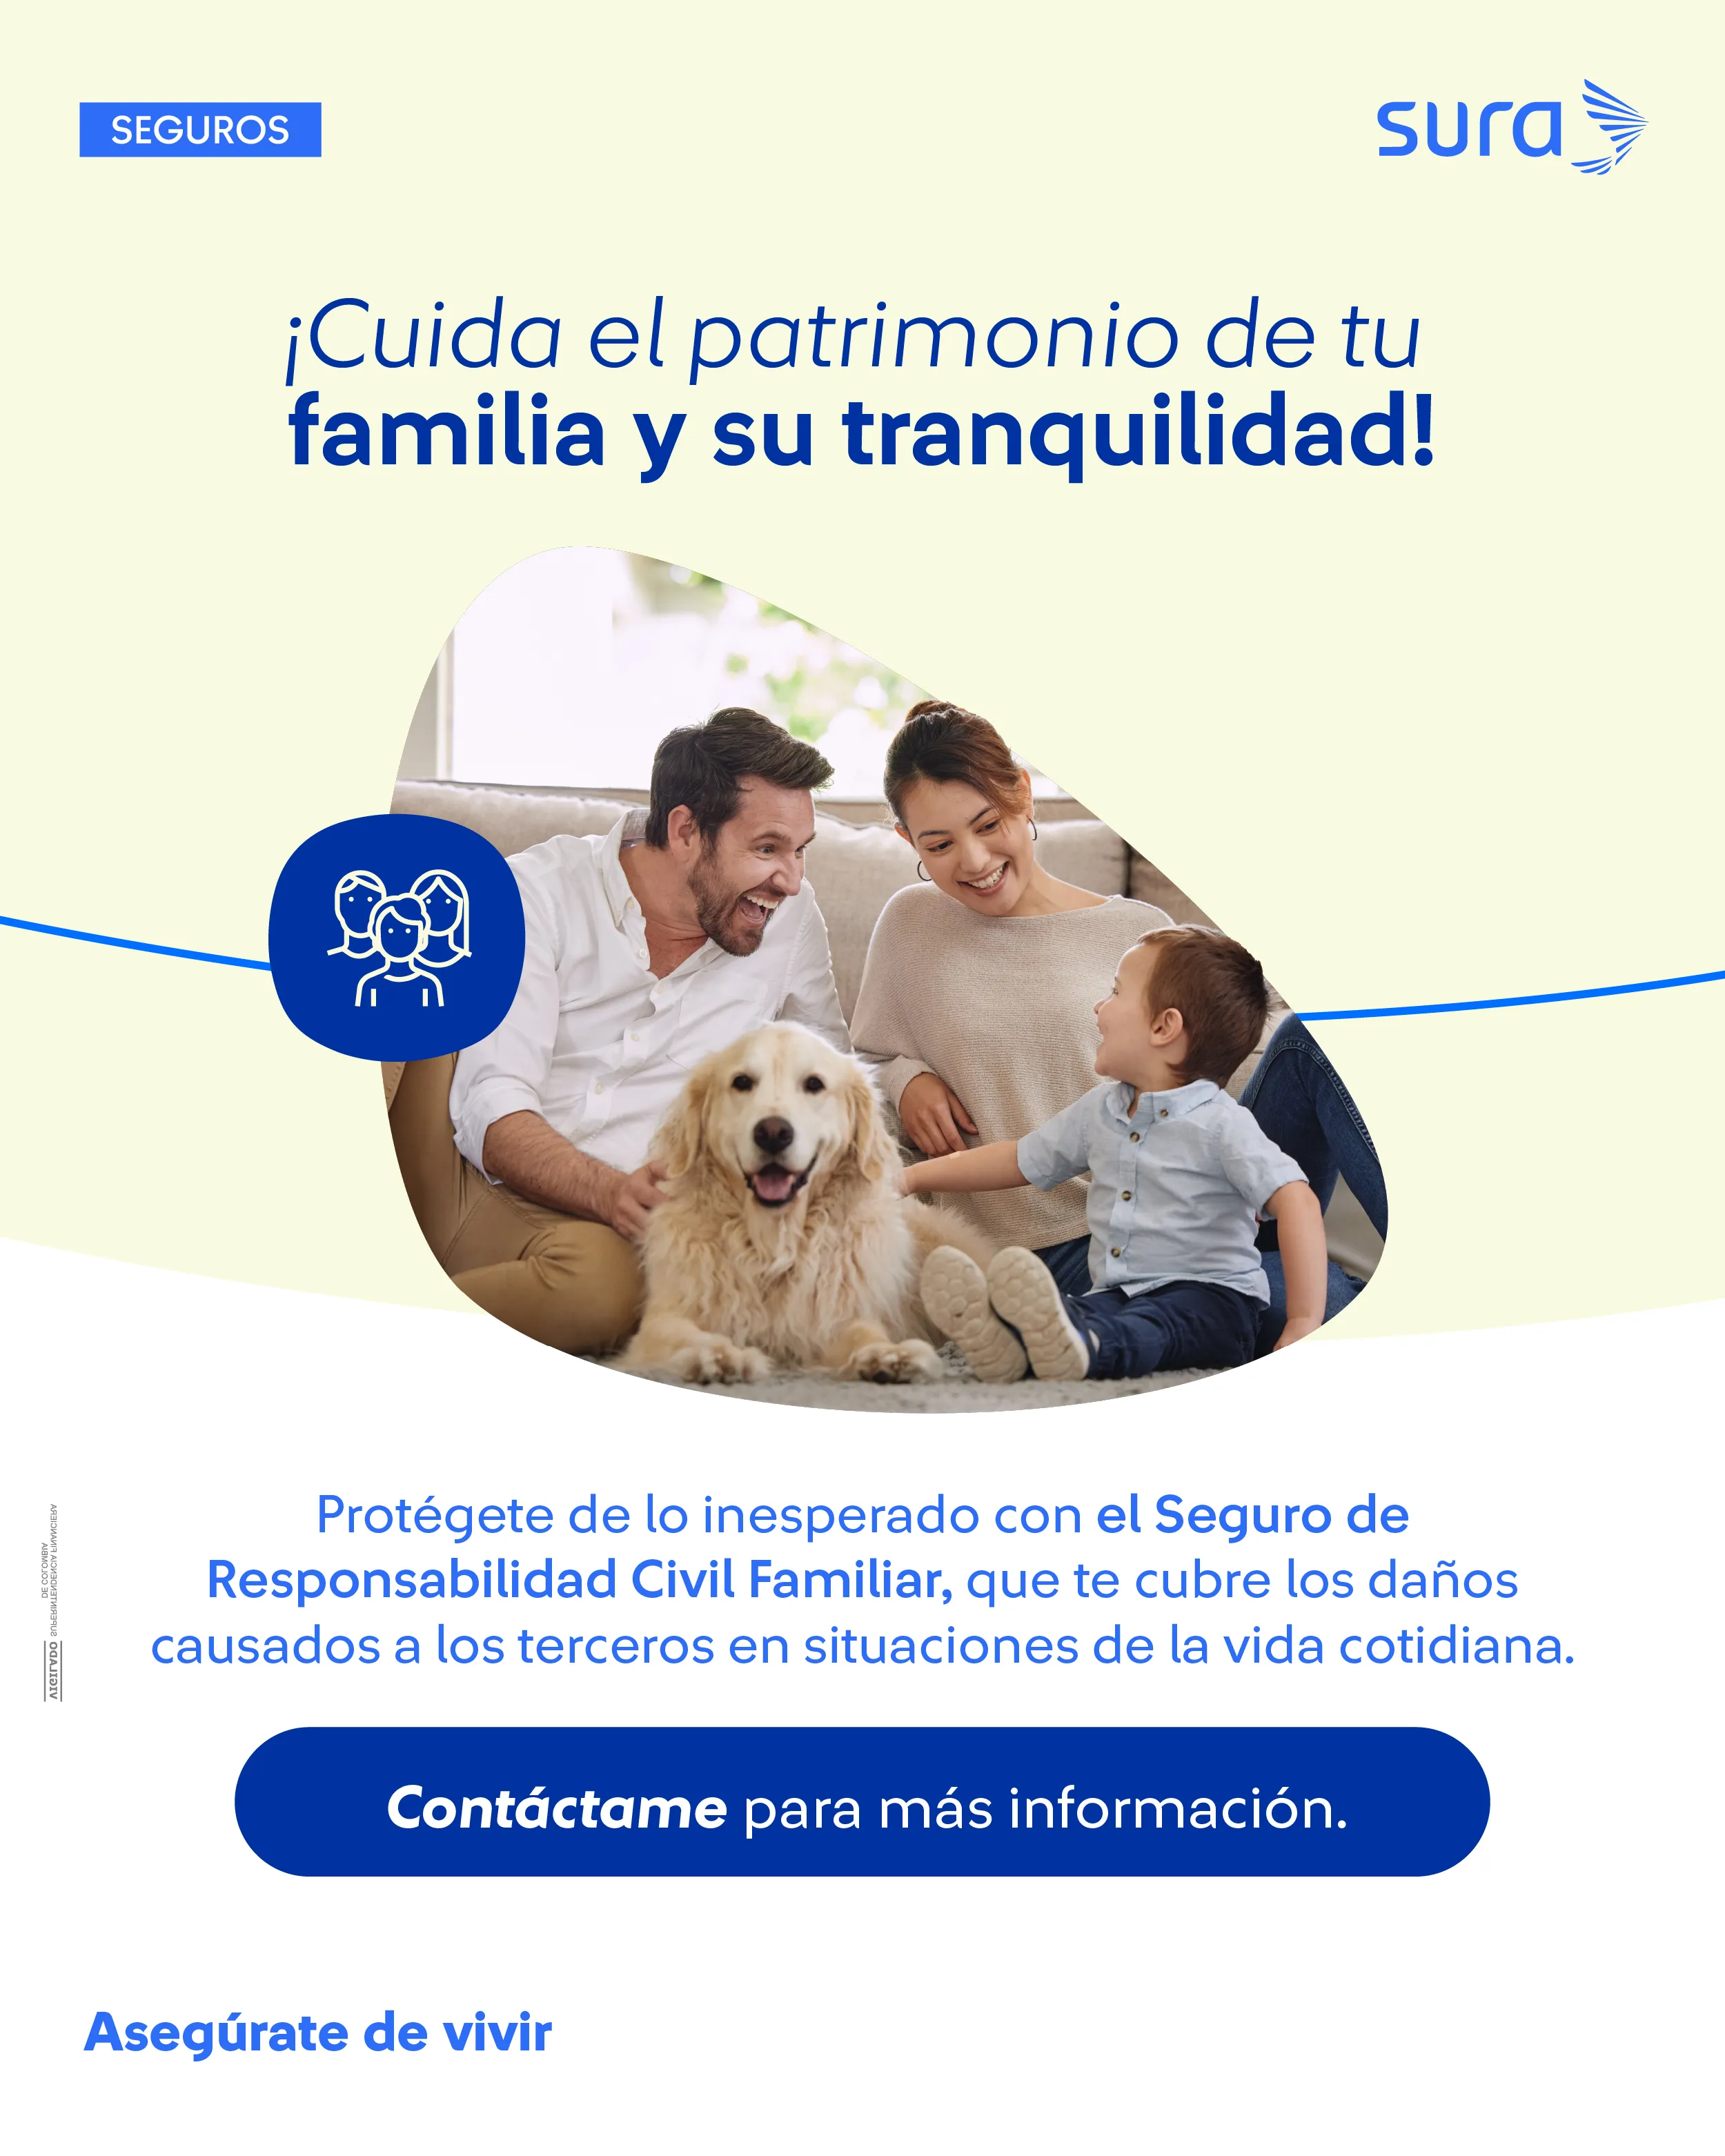 SEGUROS
sura
¡Cuida el patrimonio de tu
familia y su tranquilidad!
Protégete de lo inesperado con el Seguro de
Responsabilidad Civil Familiar, que te cubre los daños
causados a los terceros en situaciones de la vida cotidiana.
VIGILADO SUPERINTENDENCIA FINANCIERA
DE COLOMBIA
Contáctame para más información.
Asegúrate de vivir